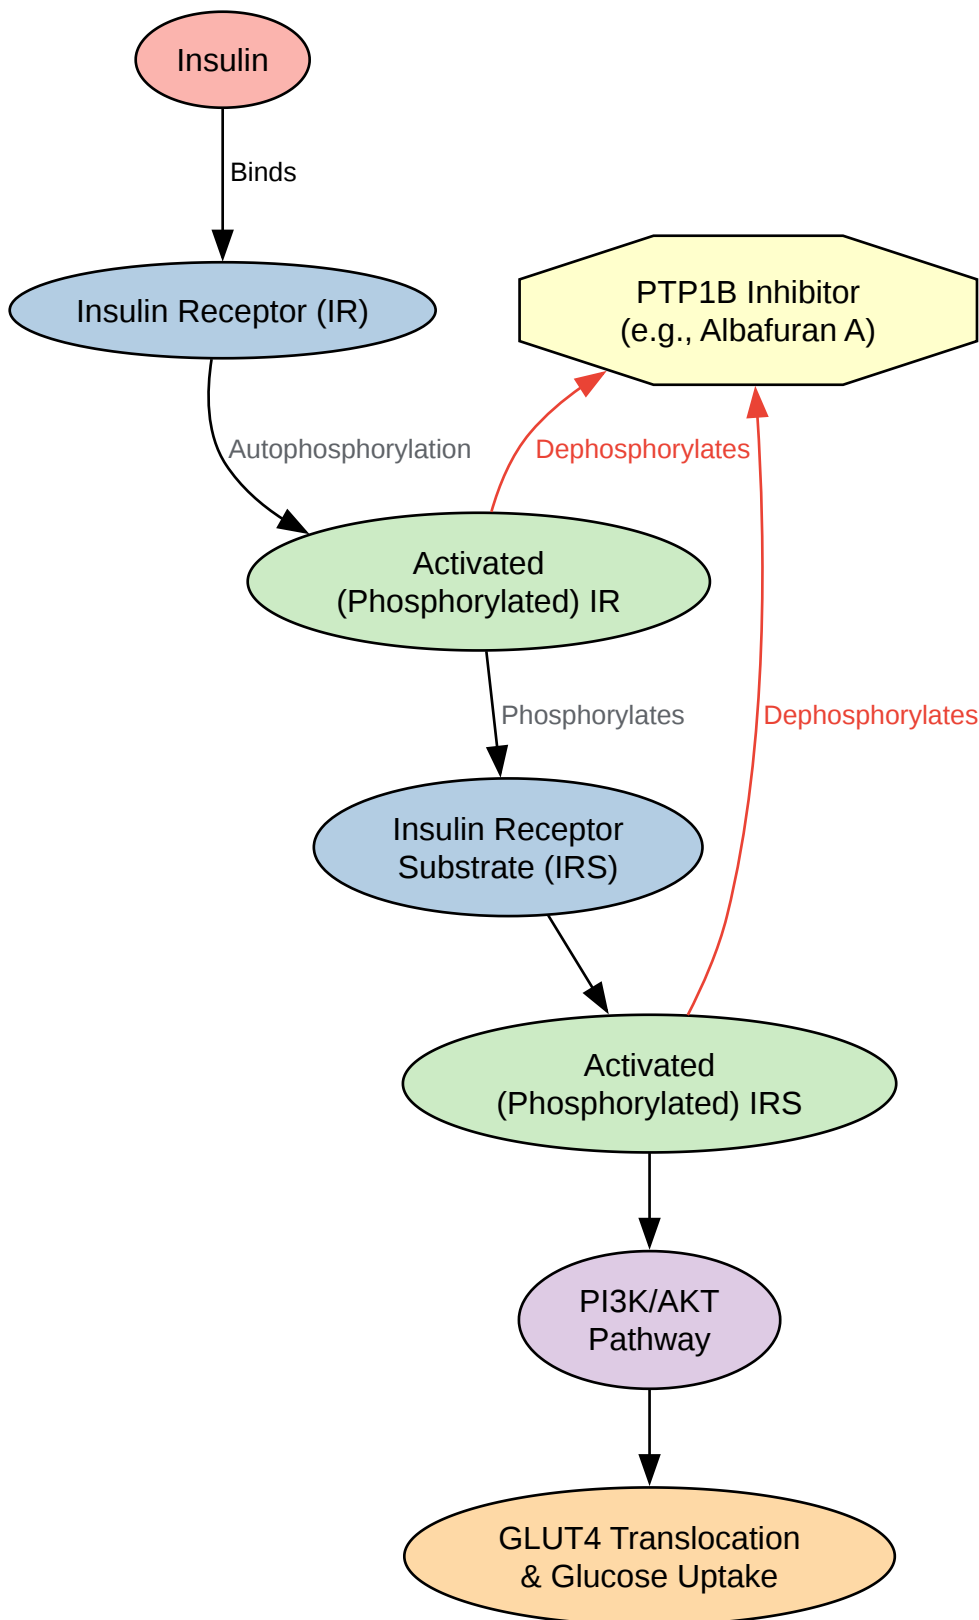 Insulin
Binds
Insulin Receptor (IR)
PTP1B Inhibitor
(e.g., Albafuran A)
Autophosphorylation
Dephosphorylates
Activated
(Phosphorylated) IR
Phosphorylates
Dephosphorylates
Insulin Receptor
Substrate (IRS)
Activated
(Phosphorylated) IRS
PI3K/AKT
Pathway
GLUT4 Translocation
& Glucose Uptake